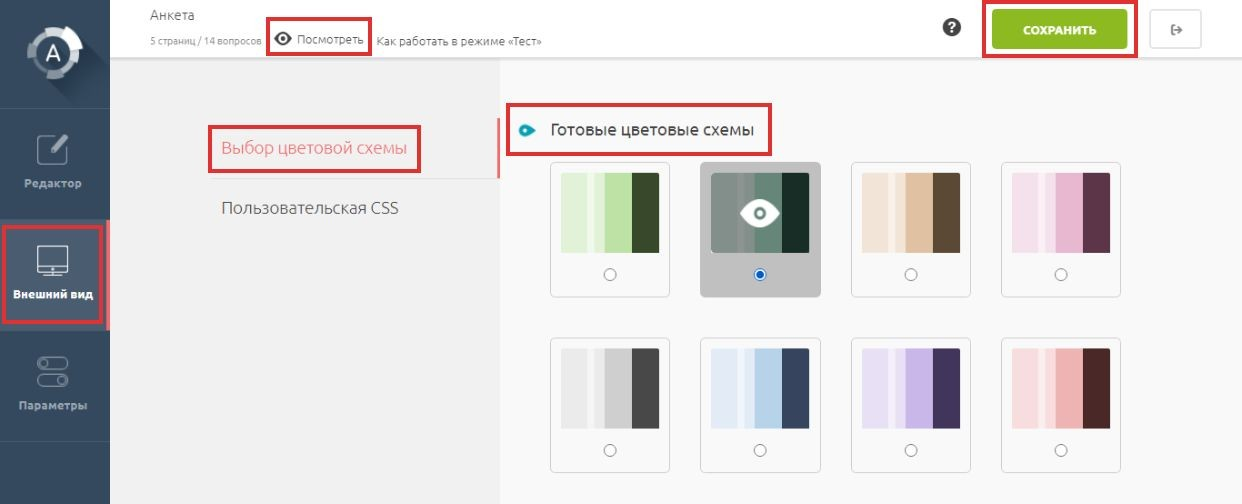 Анкета
5 страниц / 14 вопросов
Посмотреть
Как работать в режиме «Тест»
?
СОХРАНИТЬ
A
Редактор
Внешний вид
Параметры
Выбор цветовой схемы
Пользовательская CSS
Готовые цветовые схемы